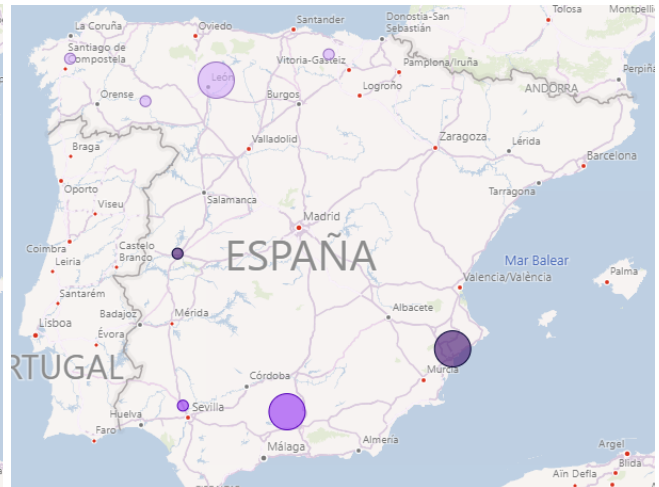 La Coruña
Oviedo
Santander
Donostia-San
Sebastián
Tolosa
Montpelli
Santiago de
Compostela
León
Vitoria-Gasteiz
Pamplona/Iruña
Perpiña
Orense
Burgos
Logroño
ANDORRA
Braga
Valladolid
Zaragoza
Lérida
Barcelona
Oporto
Viseu
Salamanca
Tarragona
Madrid
Coimbra
Leiria
Castelo
Branco
ESPAÑA
Mar Balear
Palma
Santarém
Valencia/València
Lisboa
Badajoz
Mérida
Albacete
Évora
RTUGAL
Córdoba
Murcia
Huelva
Sevilla
Faro
Málaga
Almería
Argel
Blida
Aïn Defla